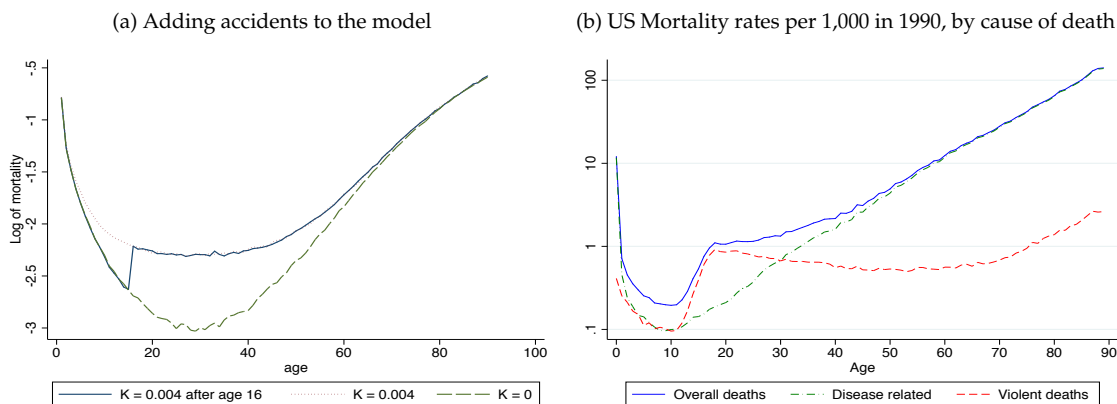 (a) Adding accidents to the model
(b) US Mortality rates per 1,000 in 1990, by cause of death
Log of mortality
-.5
-1
-1.5
-2
-2.5
-3
0
20
40
60
80
100
age
K = 0.004 after age 16
K = 0.004
K = 0
100
10
1
.1
0
10
20
30
40
50
60
70
80
90
Age
Overall deaths
Disease related
Violent deaths